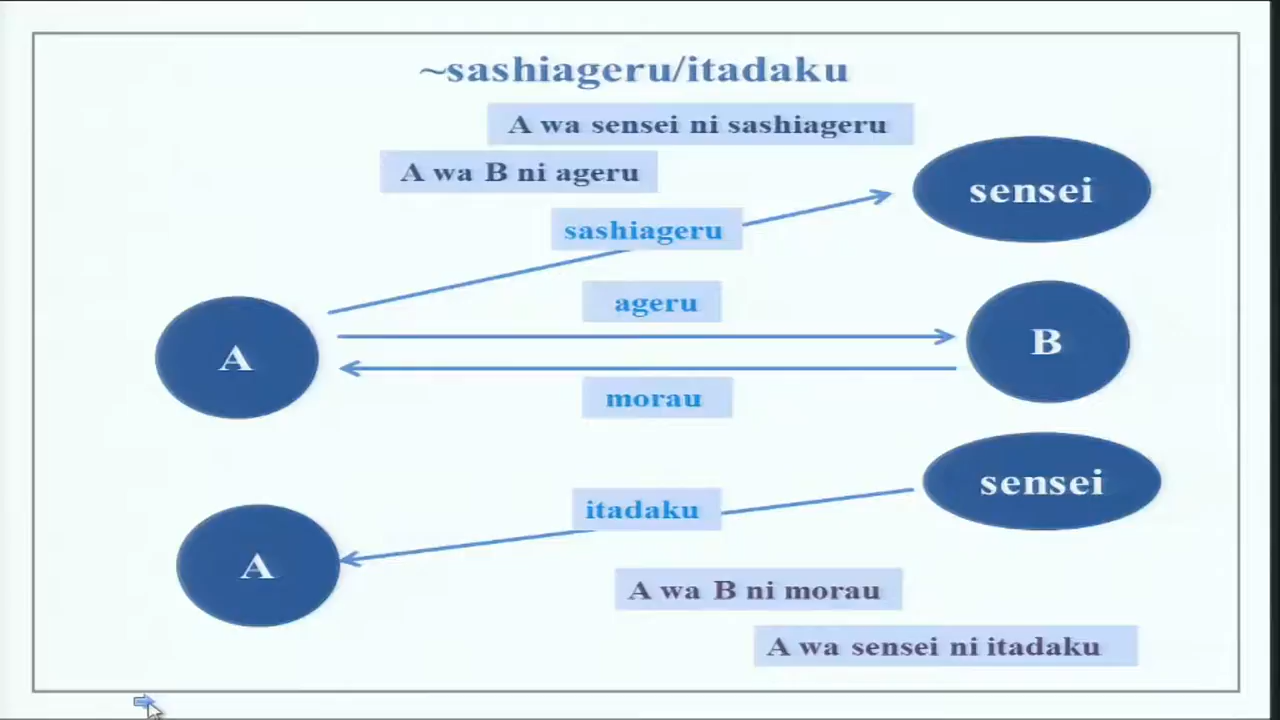 ~sashiageru/itadaku
A wa sensei ni sashiageru
A wa B ni ageru
sensei
sashiageru
ageru
A
B
morau
sensei
itadaku
A
A wa B ni morau
A wa sensei ni itadaku